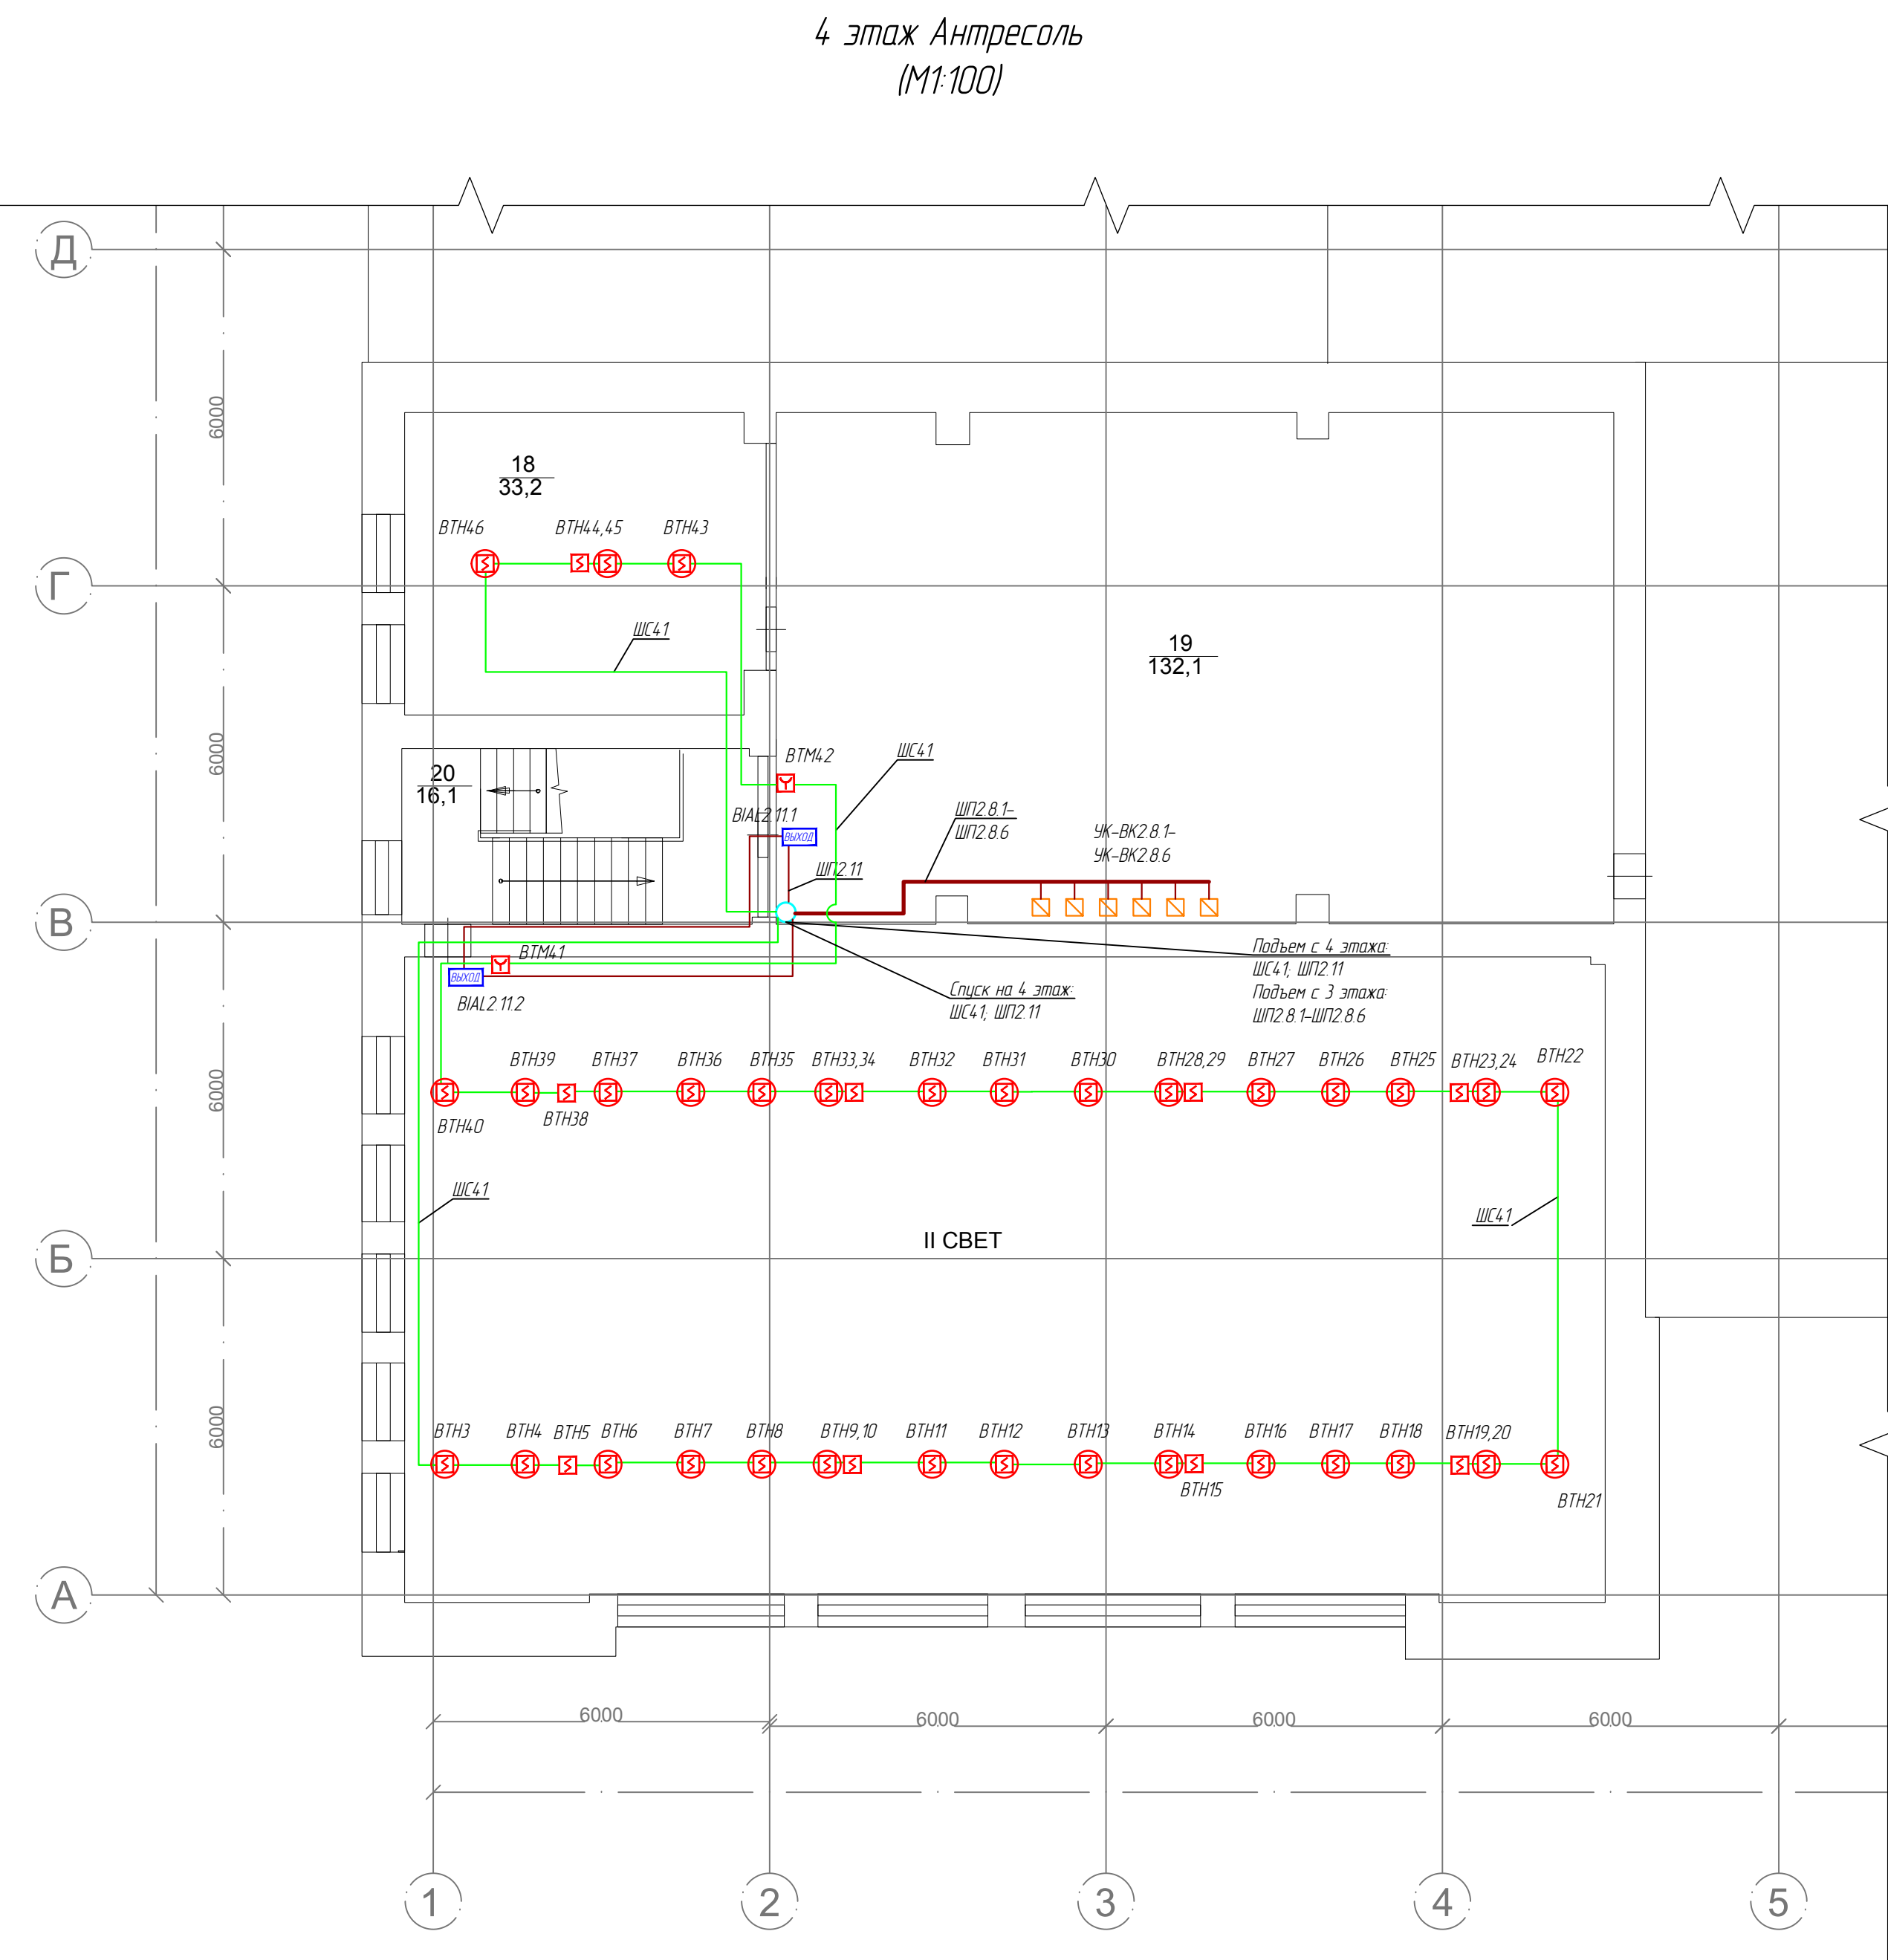 4 этаж Антресоль
(М1:100)
Д
6000
18
33,2
ВТН46
ВТН44,45
ВТН43
Г
ШС41
19
132,1
6000
20
16,1
ВТМ42
ШС41
BIAL2.11.1
ВЫХОД
ШП2.8.1-
ШП2.8.6
УК-ВК2.8.1-
УК-ВК2.8.6
ШП2.11
В
ВТМ41
ВЫХОД
BIAL2.11.2
Подъем с 4 этажа:
ШС41; ШП2.11
Подъем с 3 этажа:
ШП2.8.1-ШП2.8.6
Спуск на 4 этаж:
ШС41; ШП2.11
6000
ВТН39
ВТН37
ВТН36
ВТН35
ВТН33,34
ВТН32
ВТН31
ВТН30
ВТН28,29
ВТН27
ВТН26
ВТН25
ВТН23,24
ВТН22
ВТН40
ВТН38
ШС41
ШС41
II СВЕТ
Б
6000
ВТН3
ВТН4
ВТН5
ВТН6
ВТН7
ВТН8
ВТН9,10
ВТН11
ВТН12
ВТН13
ВТН14
ВТН16
ВТН17
ВТН18
ВТН19,20
ВТН15
ВТН21
А
6000
6000
6000
6000
1
2
3
4
5